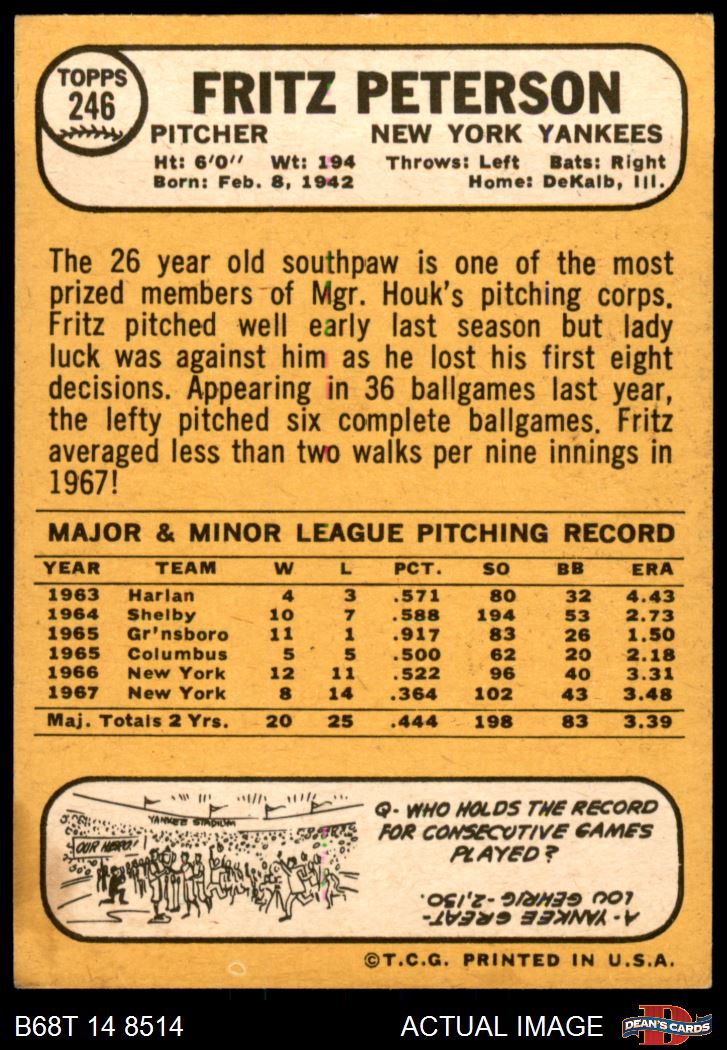 TOPPS
246
FRITZ PETERSON
PITCHER NEW YORK YANKEES
Ht: 6'0" Wt: 194 Throws: Left Bats: Right
Born: Feb. 8, 1942 Home: DeKalb, Ill.
The 26 year old southpaw is one of the most
prized members of Mgr. Houk's pitching corps.
Fritz pitched well early last season but lady
luck was against him as he lost his first eight
decisions. Appearing in 36 ballgames last year,
the lefty pitched six complete ballgames. Fritz
averaged less than two walks per nine innings in
1967!
MAJOR & MINOR LEAGUE PITCHING RECORD
YEAR TEAM W L PCT. SO BB ERA
1963 Harlan 4 3 .571 80 32 4.43
1964 Shelby 10 7 .588 194 53 2.73
1965 Gr'nsboro 11 1 .917 83 26 1.50
1965 Columbus 5 5 .500 62 20 2.18
1966 New York 12 11 .522 96 40 3.31
1967 New York 8 14 .364 102 43 3.48
Maj. Totals 2 Yrs. 20 25 .444 198 83 3.39
YANKEE STADIUM
OUR HERO!
Q- WHO HOLDS THE RECORD
FOR CONSECUTIVE GAMES
PLAYED?
A- YANKEE GREAT-
LOU GEHRIG-2,130.
©T.C.G. PRINTED IN U.S.A.
B68T 14 8514 ACTUAL IMAGE
D
DEAN'S CARDS